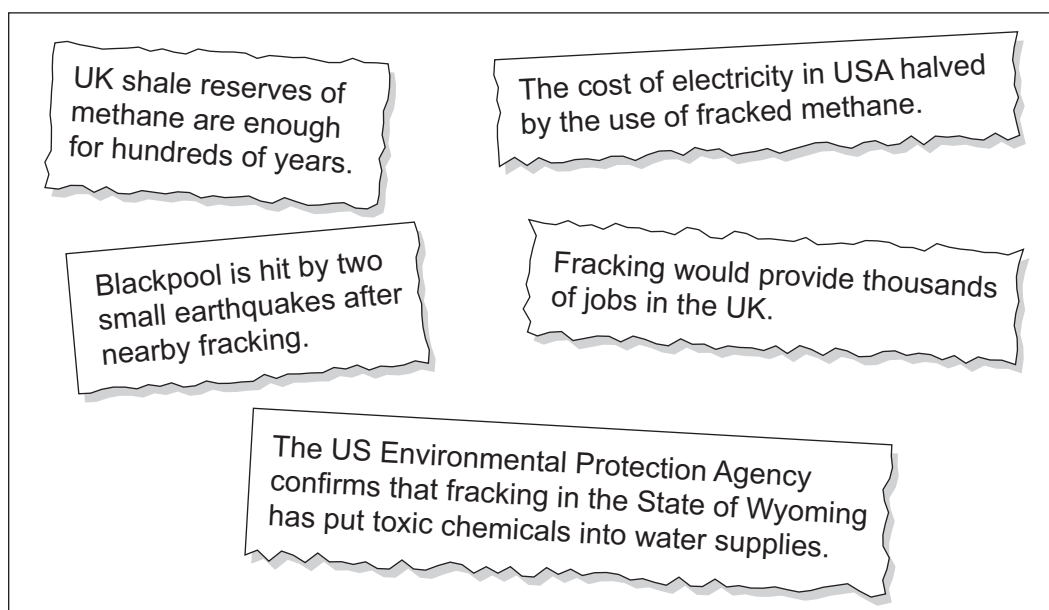 UK shale reserves of
methane are enough
for hundreds of years.
The cost of electricity in USA halved
by the use of fracked methane.
Blackpool is hit by two
small earthquakes after
nearby fracking.
Fracking would provide thousands
of jobs in the UK.
The US Environmental Protection Agency
confirms that fracking in the State of Wyoming
has put toxic chemicals into water supplies.